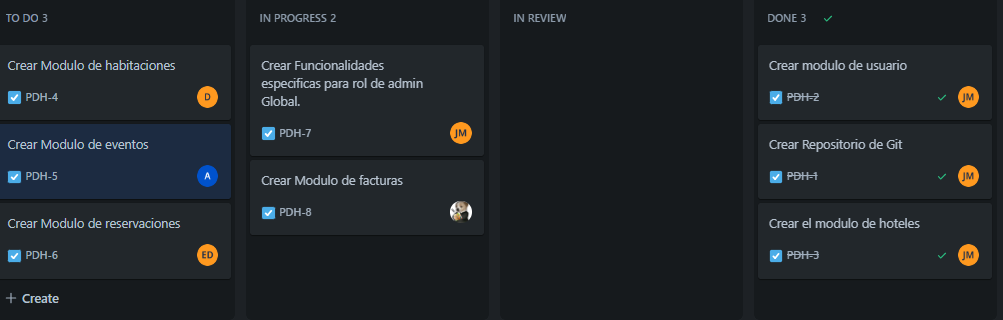 TO DO 3
Crear Modulo de habitaciones
PDH-4
D
Crear Modulo de eventos
PDH-5
A
Crear Modulo de reservaciones
PDH-6
ED
+ Create
IN PROGRESS 2
Crear Funcionalidades
especificas para rol de admin
Global.
PDH-7
JM
Crear Modulo de facturas
PDH-8
IN REVIEW
DONE 3
Crear modulo de usuario
PDH-2
JM
Crear Repositorio de Git
PDH-1
JM
Crear el modulo de hoteles
PDH-3
JM